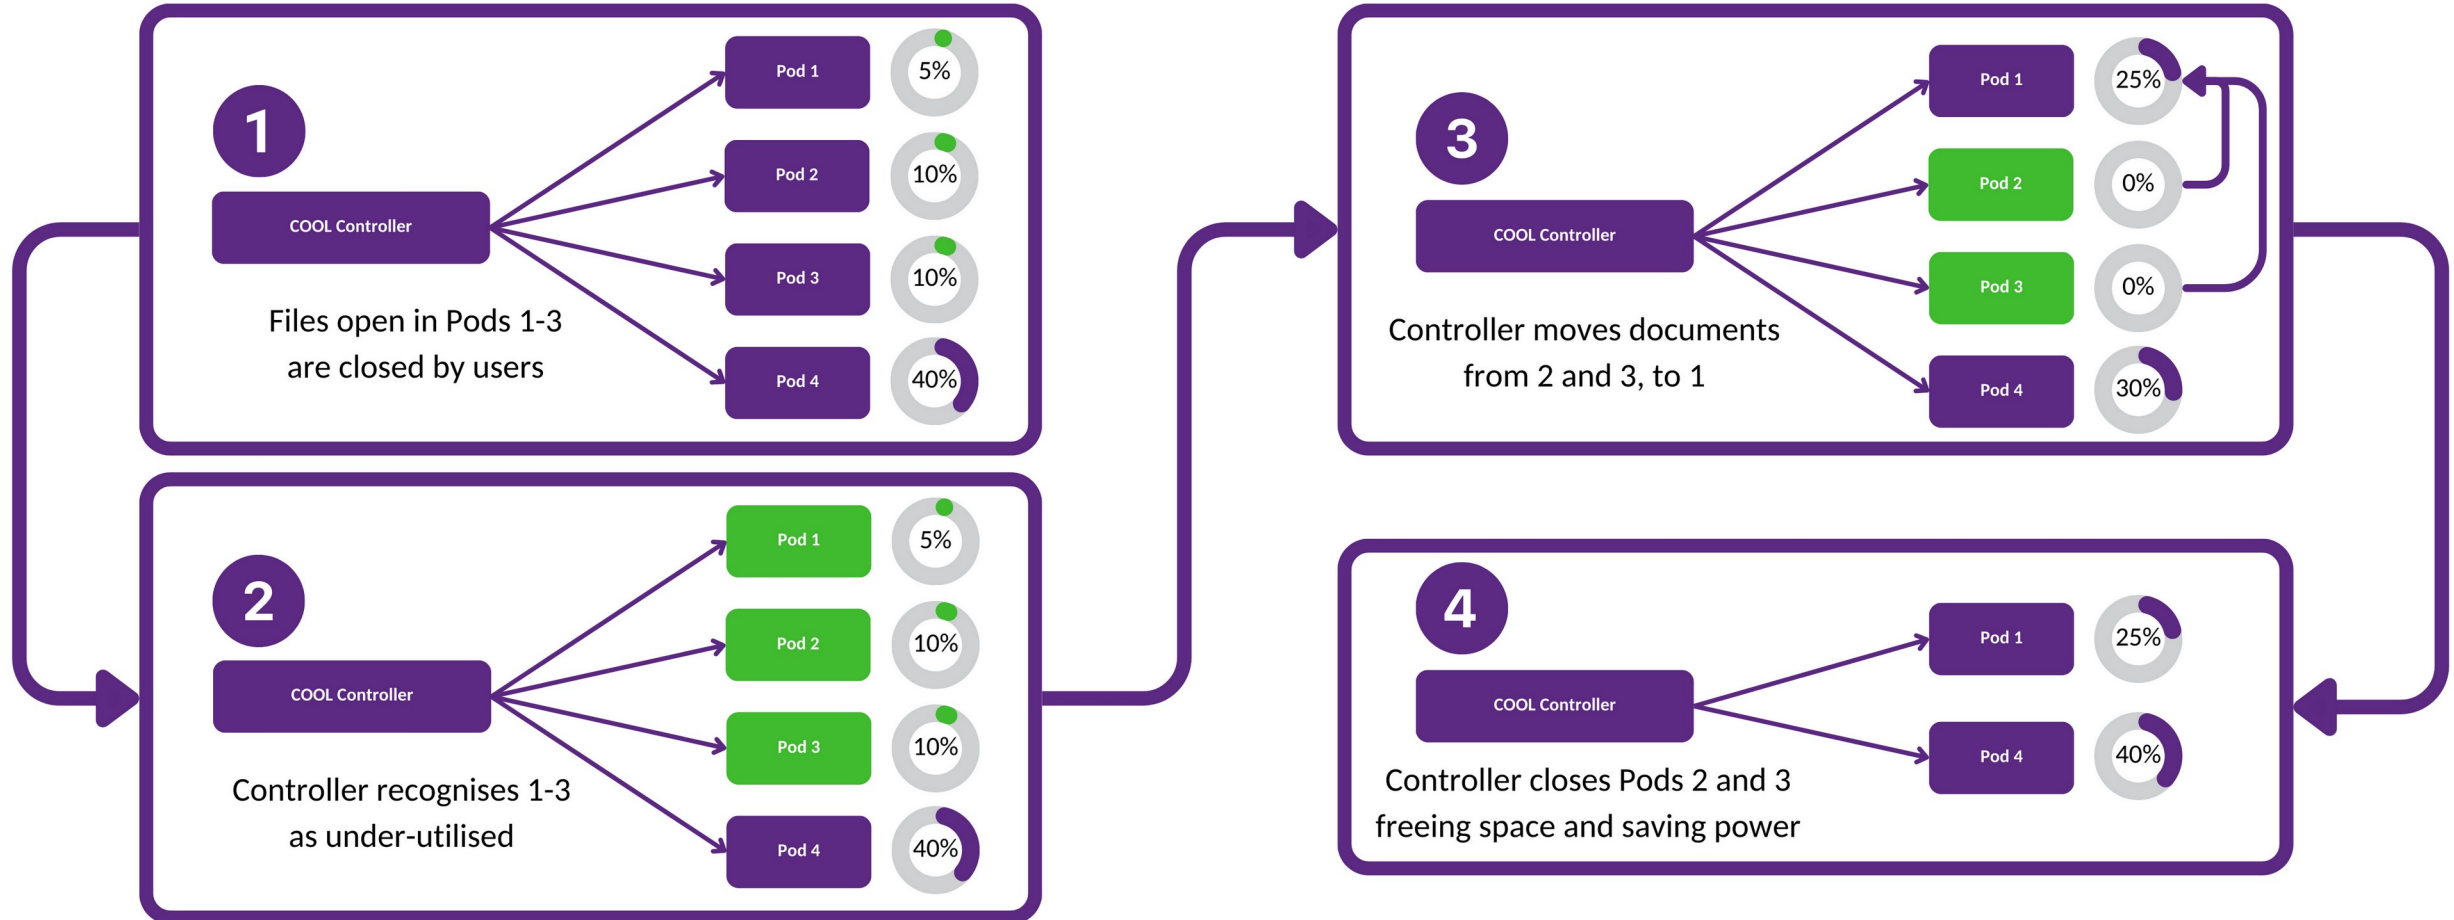 1
COOL Controller
Files open in Pods 1-3
are closed by users
Pod 1
5%
Pod 2
10%
Pod 3
10%
Pod 4
40%
2
COOL Controller
Controller recognises 1-3
as under-utilised
Pod 1
5%
Pod 2
10%
Pod 3
10%
Pod 4
40%
3
COOL Controller
Controller moves documents
from 2 and 3, to 1
Pod 1
25%
Pod 2
0%
Pod 3
0%
Pod 4
30%
4
COOL Controller
Controller closes Pods 2 and 3
freeing space and saving power
Pod 1
25%
Pod 4
40%